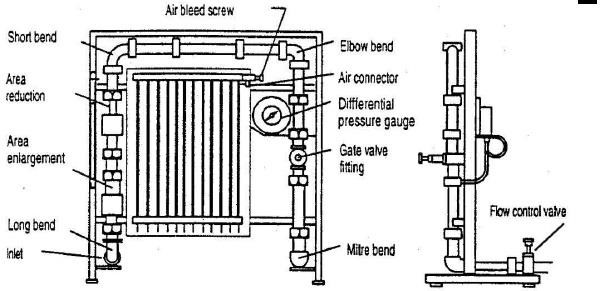 Air bleed screw
Short bend
Elbow bend
Air connector
Area
reduction
Differential
pressure gauge
Area
enlargement
Gate valve
fitting
Long bend
Inlet
Mitre bend
Flow control valve